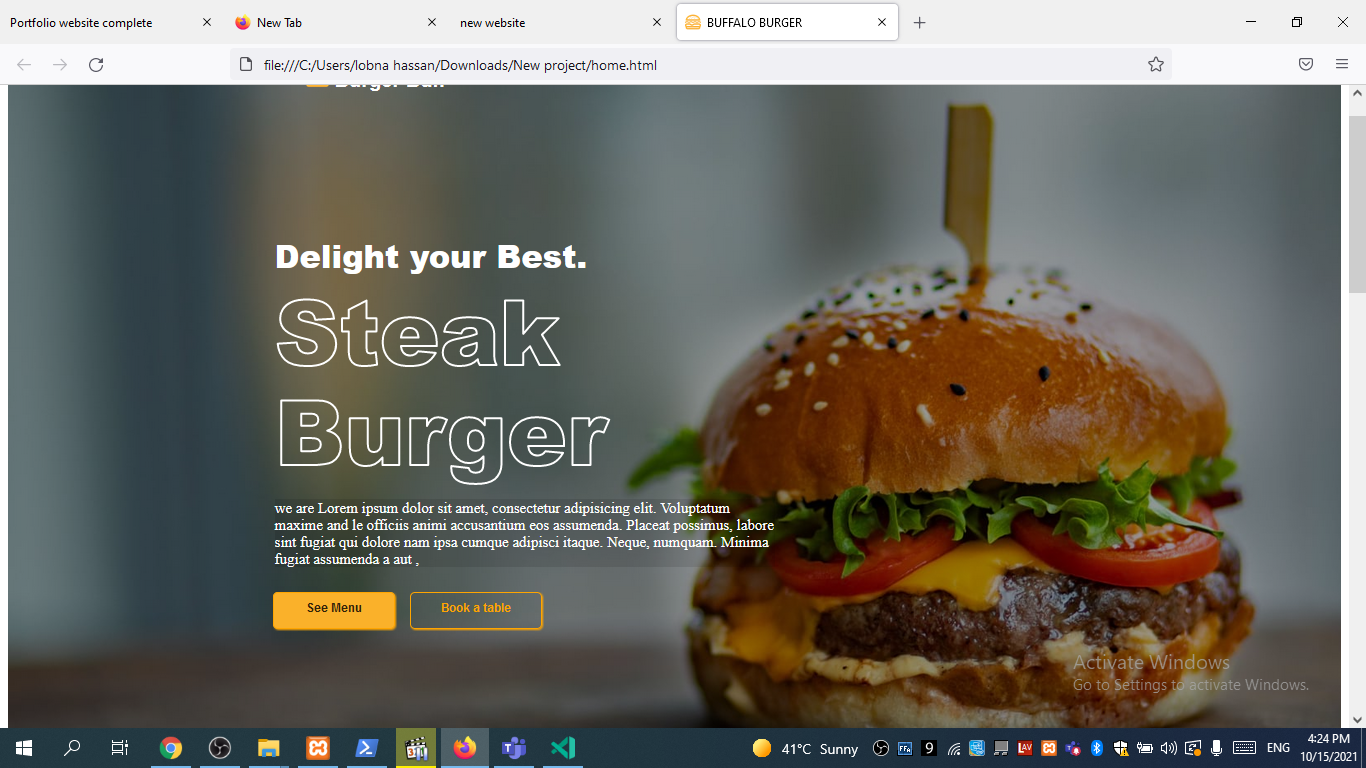 Portfolio website complete
New Tab
new website
BUFFALO BURGER
file:///C:/Users/lobna hassan/Downloads/New project/home.html
Delight your Best.
Steak
Burger
we are Lorem ipsum dolor sit amet, consectetur adipisicing elit. Voluptatum
maxime and le officiis animi accusantium eos assumenda. Placeat possimus, labore
sint fugiat qui dolore nam ipsa cumque adipisci itaque. Neque, numquam. Minima
fugiat assumenda a aut ,
See Menu
Book a table
Activate Windows
Go to Settings to activate Windows.
41°C Sunny
ENG
4:24 PM
10/15/2021